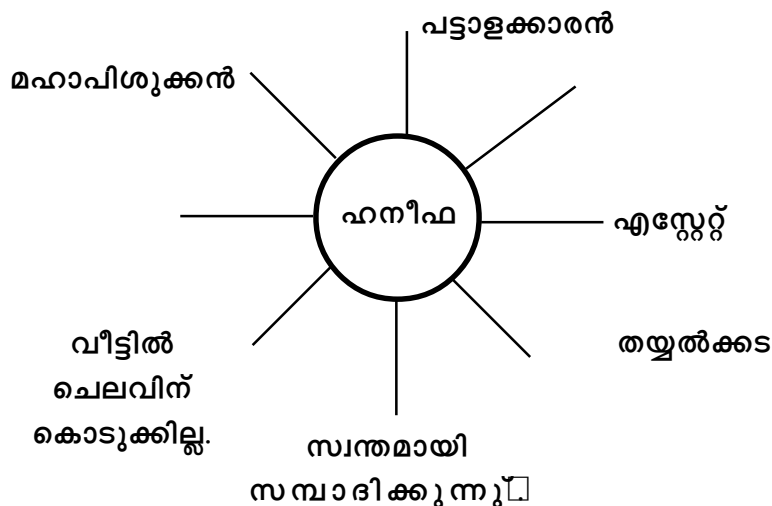 പട്ടാളക്കാരൻ
മഹാപിശുക്കൻ
ഹനീഫ
എസ്റ്റേറ്റ്
തയ്യൽക്കട
വീട്ടിൽ
ചെലവിന്
കൊടുക്കില്ല.
സ്വന്തമായി
സമ്പാദിക്കുന്നു്